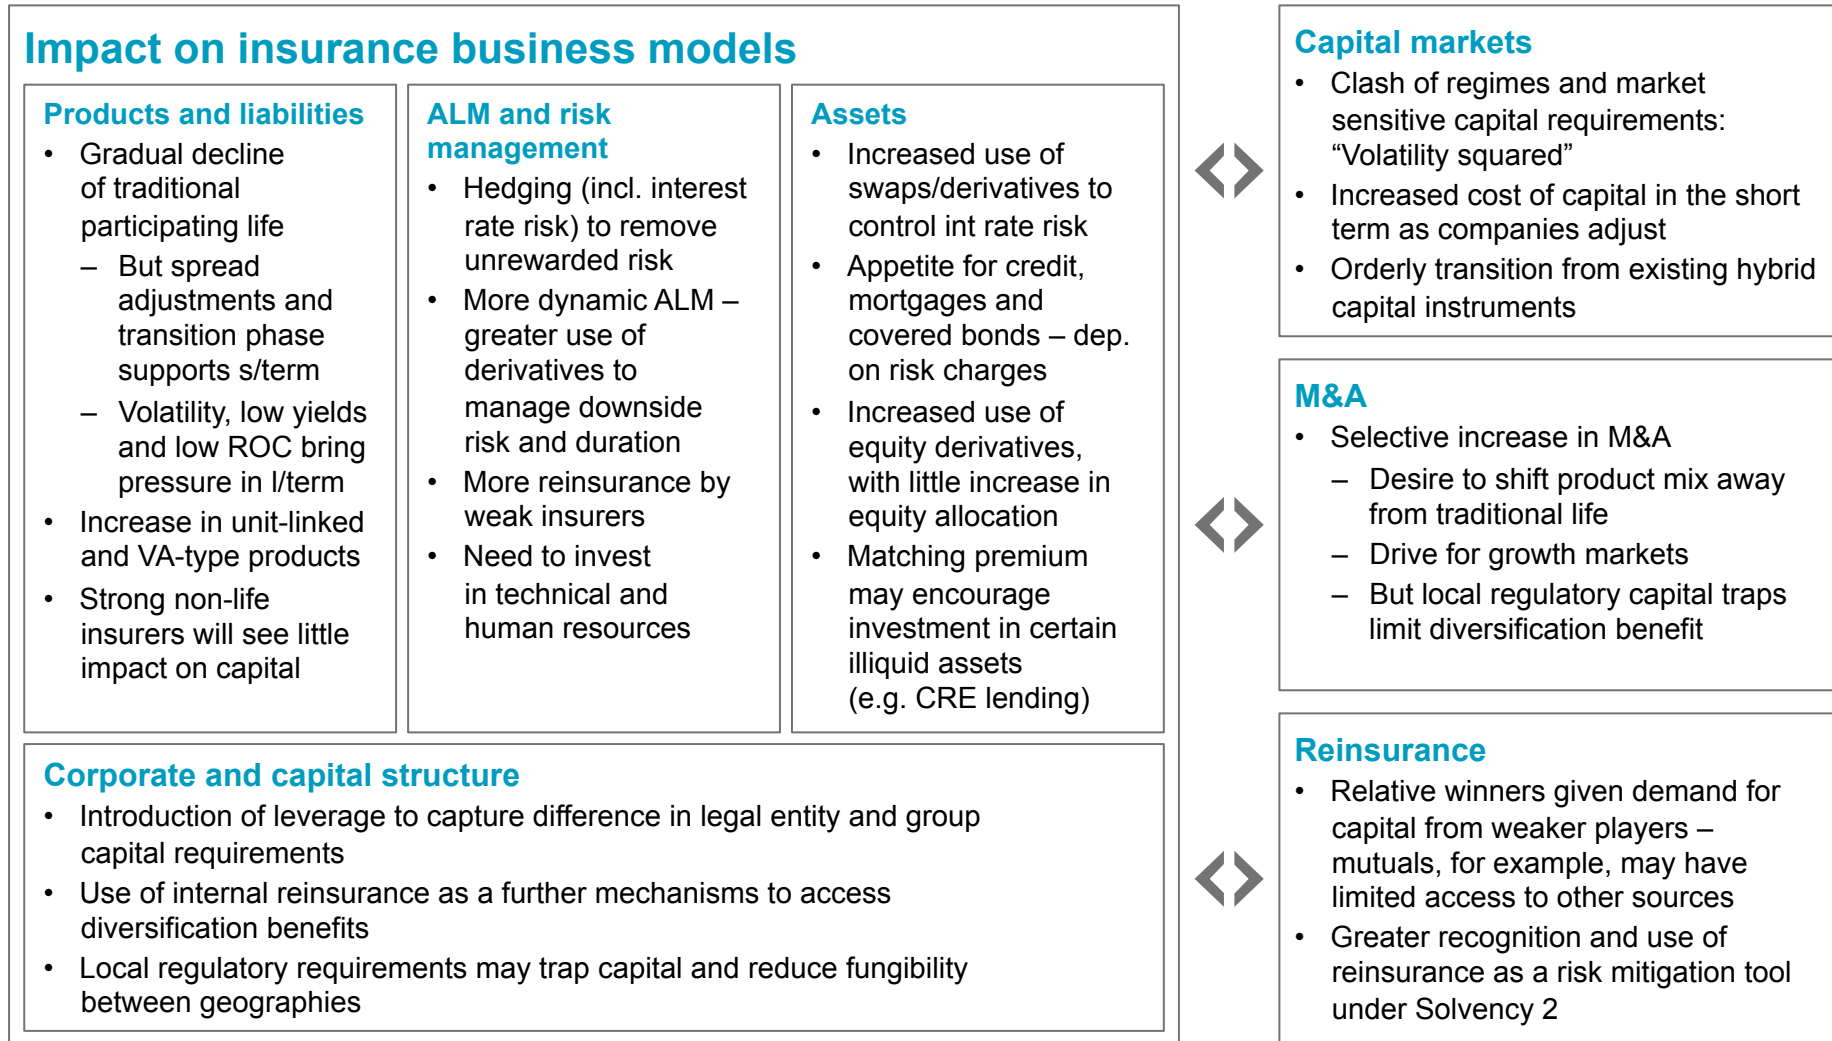 Impact on insurance business models
Products and liabilities
• Gradual decline
of traditional
participating life
– But spread
adjustments and
transition phase
supports s/term
– Volatility, low yields
and low ROC bring
pressure in l/term
• Increase in unit-linked
and VA-type products
• Strong non-life
insurers will see little
impact on capital
ALM and risk
management
• Hedging (incl. interest
rate risk) to remove
unrewarded risk
• More dynamic ALM –
greater use of
derivatives to
manage downside
risk and duration
• More reinsurance by
weak insurers
• Need to invest
in technical and
human resources
Assets
• Increased use of
swaps/derivatives to
control int rate risk
• Appetite for credit,
mortgages and
covered bonds – dep.
on risk charges
• Increased use of
equity derivatives,
with little increase in
equity allocation
• Matching premium
may encourage
investment in certain
illiquid assets
(e.g. CRE lending)
Corporate and capital structure
• Introduction of leverage to capture difference in legal entity and group
capital requirements
• Use of internal reinsurance as a further mechanisms to access
diversification benefits
• Local regulatory requirements may trap capital and reduce fungibility
between geographies
Capital markets
• Clash of regimes and market
sensitive capital requirements:
“Volatility squared”
• Increased cost of capital in the short
term as companies adjust
• Orderly transition from existing hybrid
capital instruments
M&A
• Selective increase in M&A
– Desire to shift product mix away
from traditional life
– Drive for growth markets
– But local regulatory capital traps
limit diversification benefit
Reinsurance
• Relative winners given demand for
capital from weaker players –
mutuals, for example, may have
limited access to other sources
• Greater recognition and use of
reinsurance as a risk mitigation tool
under Solvency 2